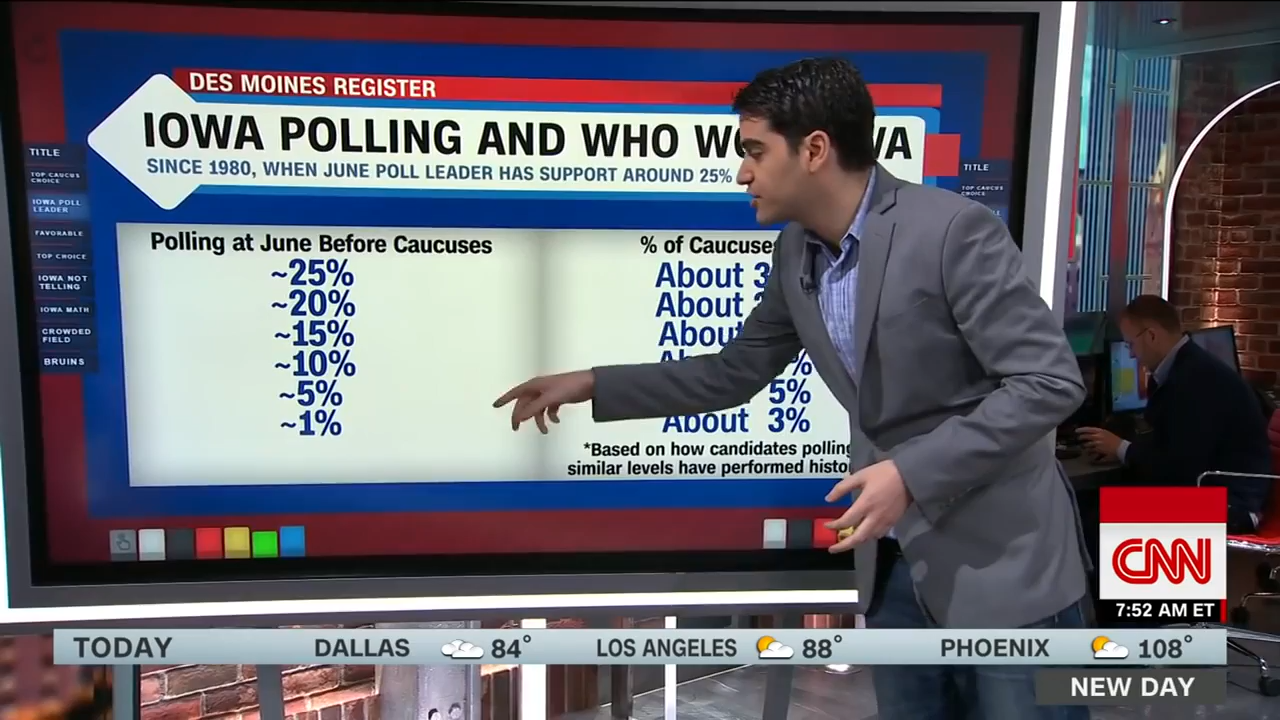 DES MOINES REGISTER
IOWA POLLING AND WHO
SINCE 1980, WHEN JUNE POLL LEADER HAS SUPPORT AROUND 25%
TITLE
TOP CAUCUS
CHOICE
IOWA POLL
LEADER
FAVORABLE
TOP CHOICE
IOWA NOT
TELLING
IOWA MATH
CROWDED
FIELD
BRUINS
Polling at June Before Caucuses
~25%
~20%
~15%
~10%
~5%
~1%
% of
About
About
About
5%
About 3%
*Based on how candidates polling
similar levels have performed
TITLE
TOP CAUCUS
CHOICE
CNN
7:52 AM ET
TODAY
DALLAS 84°
LOS ANGELES 88°
PHOENIX 108°
NEW DAY